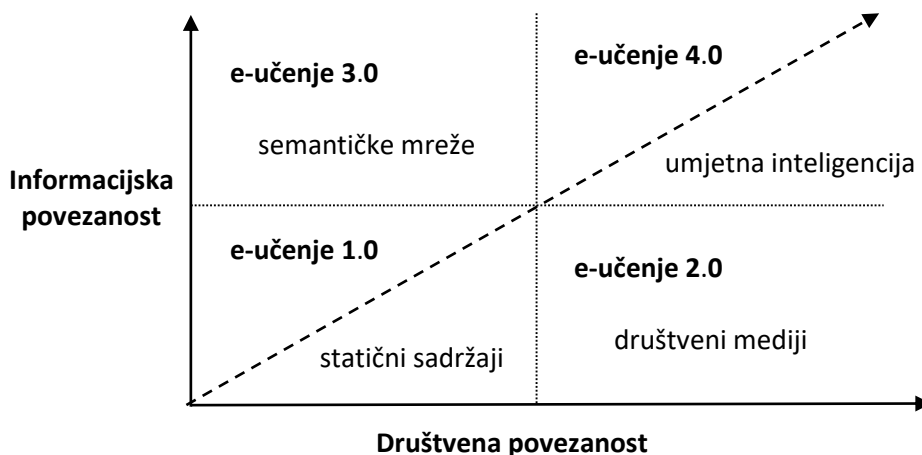 e-učenje 3.0
e-učenje 4.0
semantičke mreže
umjetna inteligencija
Informacijska
povezanost
e-učenje 1.0
e-učenje 2.0
statični sadržaji
društveni mediji
Društvena povezanost